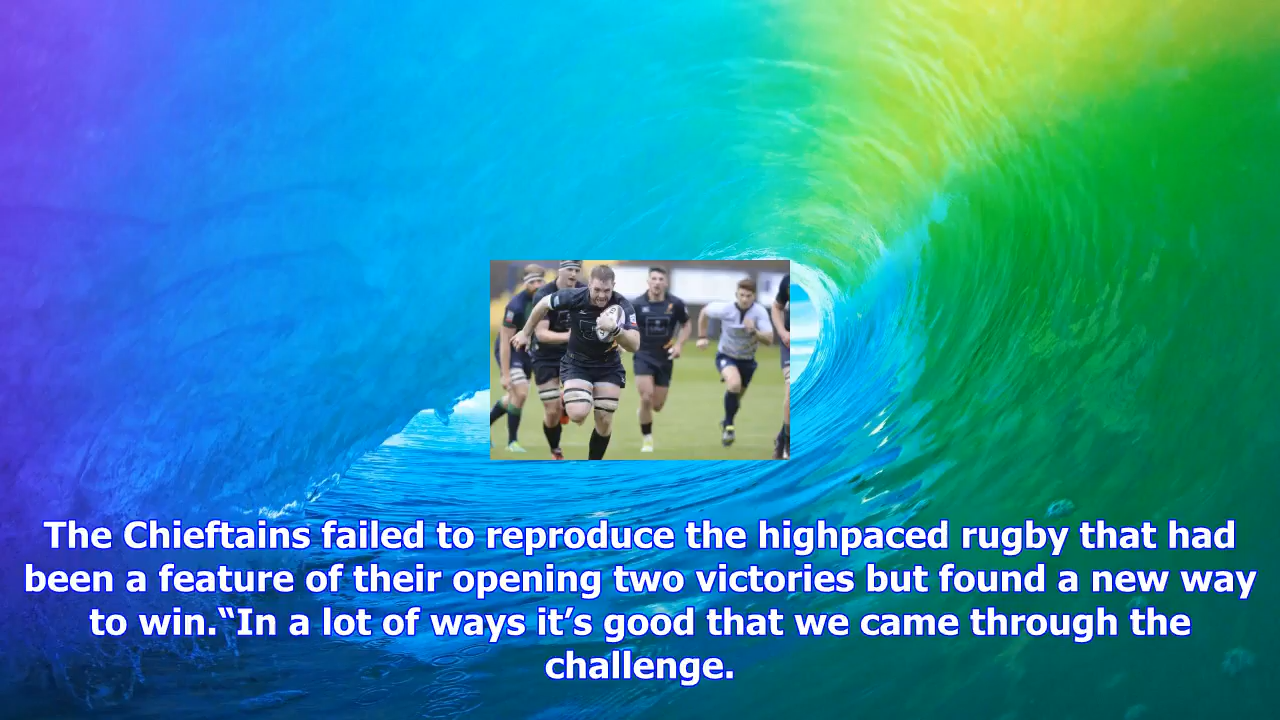 The Chieftains failed to reproduce the highpaced rugby that had
been a feature of their opening two victories but found a new way
to win.“In a lot of ways it’s good that we came through the
challenge.